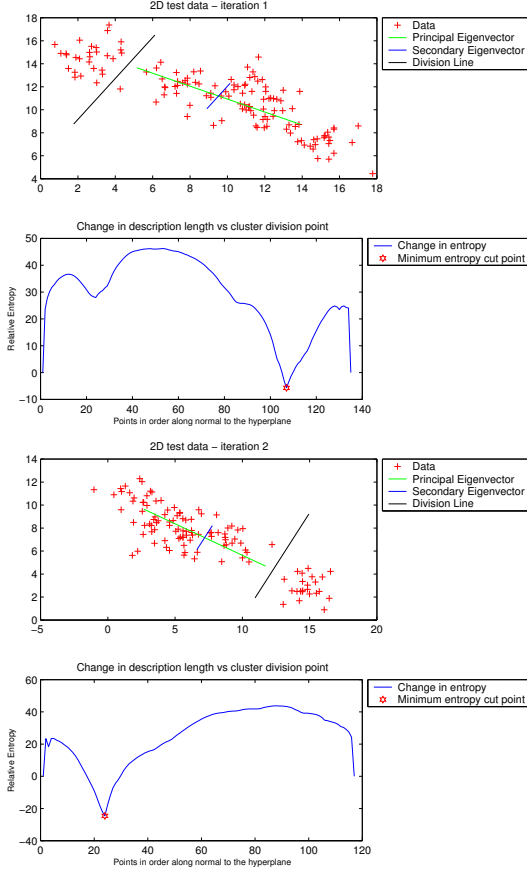 2D test data − iteration 1
18
16
14
12
10
8
6
4
0 2 4 6 8 10 12 14 16 18
Data
Principal Eigenvector
Secondary Eigenvector
Division Line
Change in description length vs cluster division point
50
40
30
20
10
0
−10
0 20 40 60 80 100 120 140
Relative Entropy
Points in order along normal to the hyperplane
Change in entropy
Minimum entropy cut point
2D test data − iteration 2
14
12
10
8
6
4
2
0
−5 0 5 10 15 20
Data
Principal Eigenvector
Secondary Eigenvector
Division Line
Change in description length vs cluster division point
60
40
20
0
−20
−40
0 20 40 60 80 100 120
Relative Entropy
Points in order along normal to the hyperplane
Change in entropy
Minimum entropy cut point